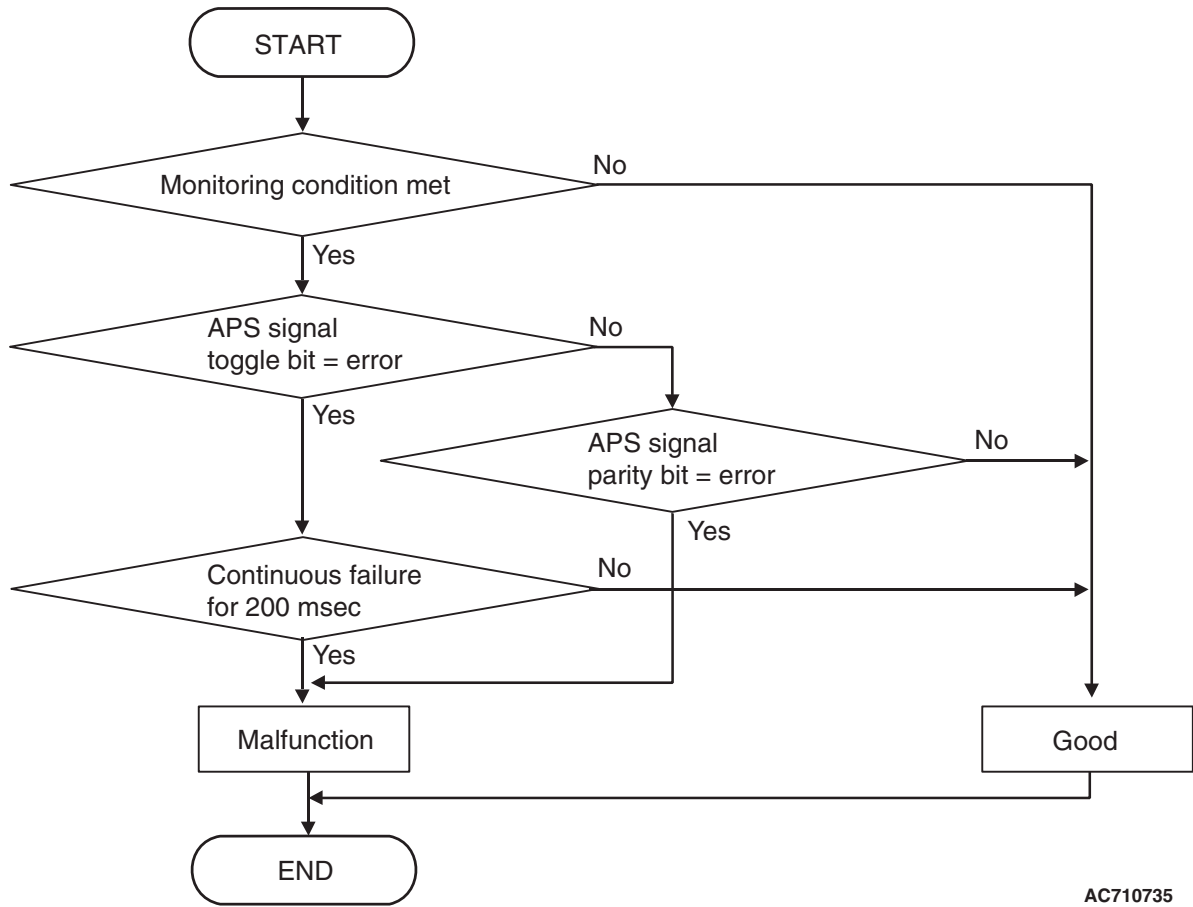 START
Monitoring condition met
No
Yes
APS signal
toggle bit = error
No
Yes
APS signal
parity bit = error
No
Yes
Continuous failure
for 200 msec
No
Yes
Malfunction
Good
END
AC710735